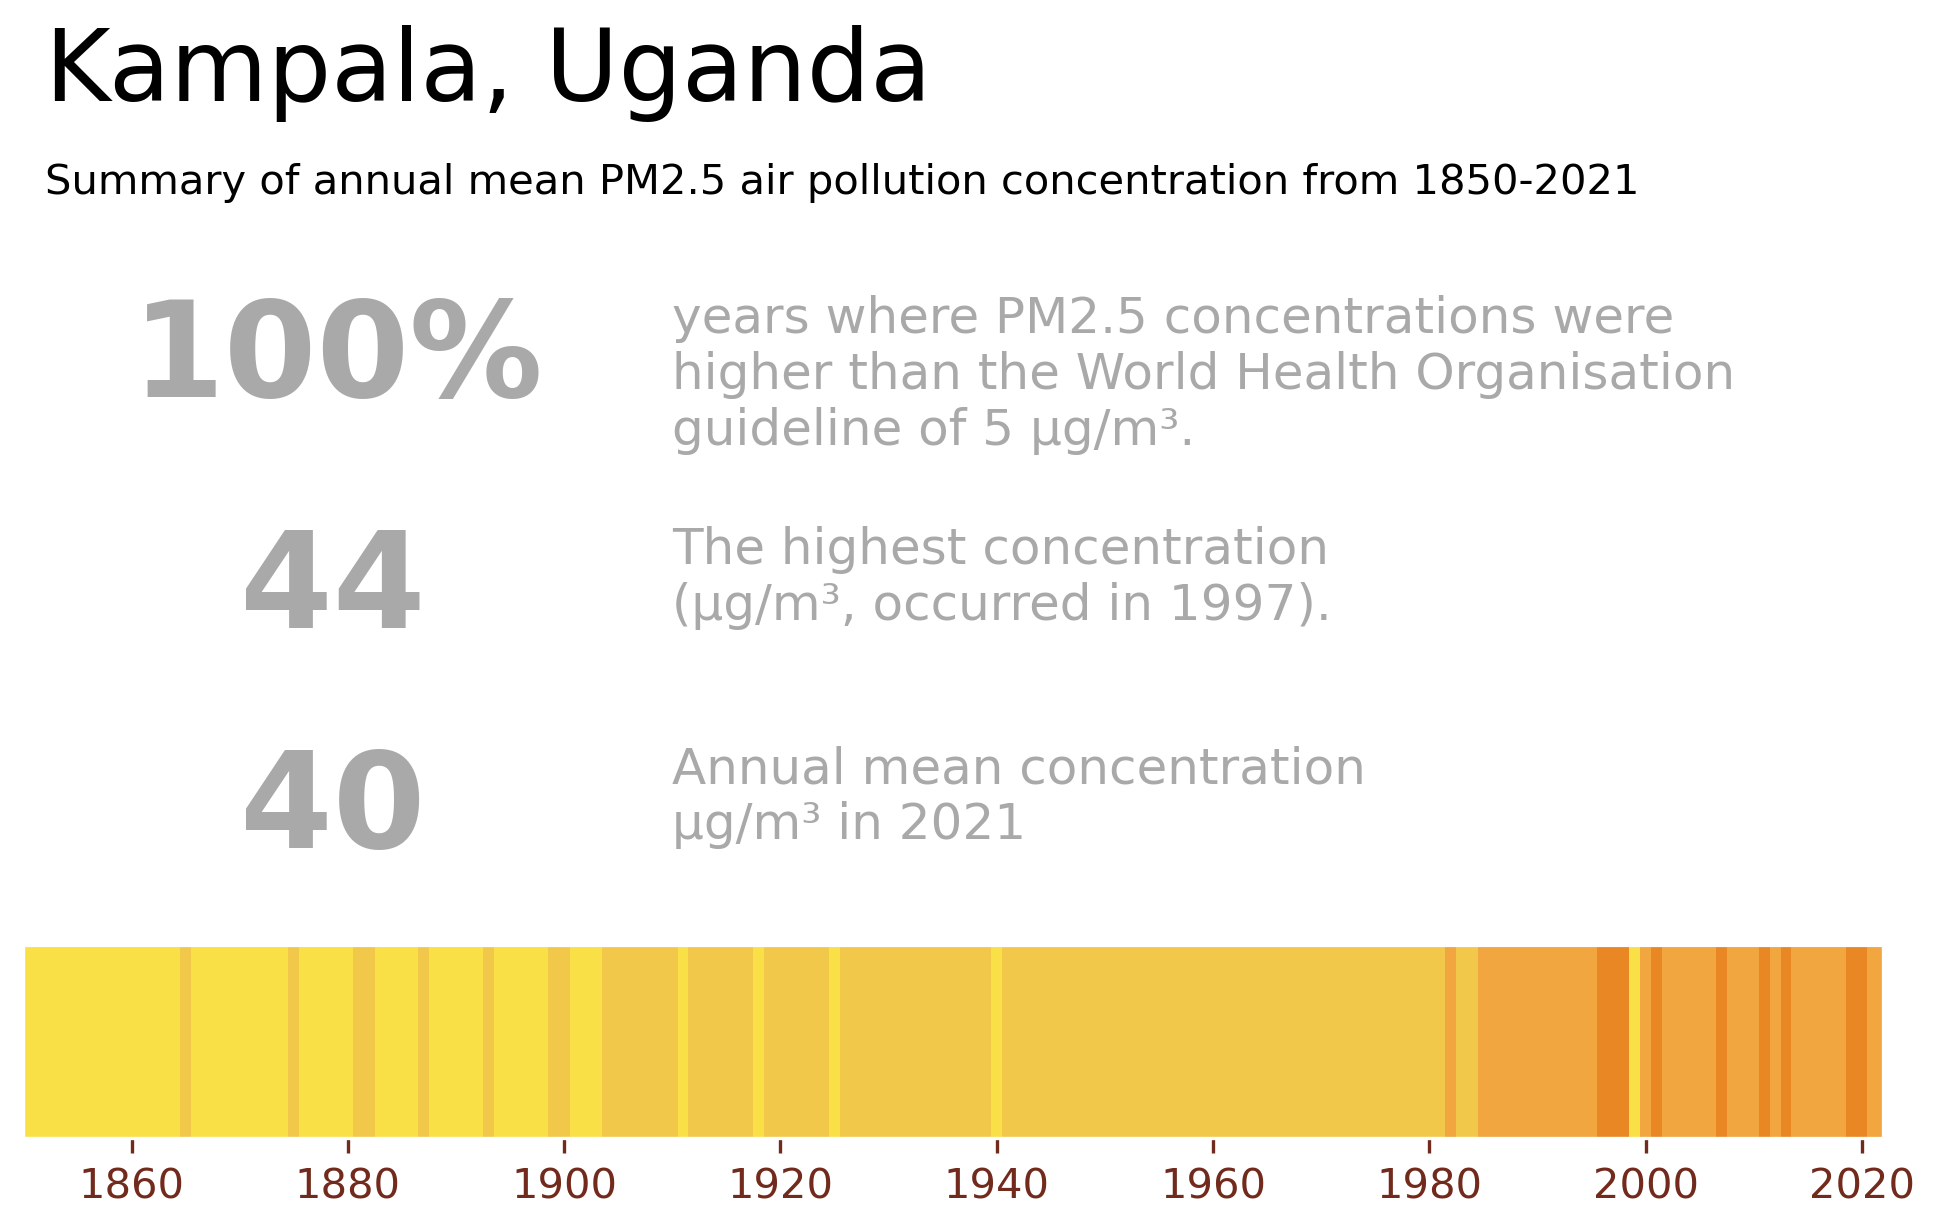 Kampala, Uganda
Summary of annual mean PM2.5 air pollution concentration from 1850-2021
100%
years where PM2.5 concentrations were
higher than the World Health Organisation
guideline of 5 µg/m³.
44
The highest concentration
(µg/m³, occurred in 1997).
40
Annual mean concentration
µg/m³ in 2021
1860 1880 1900 1920 1940 1960 1980 2000 2020